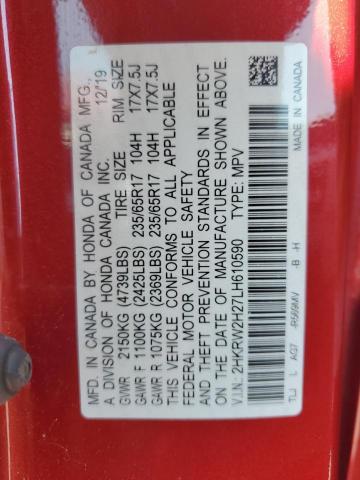 MFD. IN CANADA BY HONDA OF CANADA MFG.
A DIVISION OF HONDA CANADA INC. 12/19
GVWR 2150KG (4739LBS) TIRE SIZE RIM SIZE
GAWR F 1100KG (2425LBS) 235/65R17 104H 17X7.5J
GAWR R 1075KG (2369LBS) 235/65R17 104H 17X7.5J
THIS VEHICLE CONFORMS TO ALL APPLICABLE
FEDERAL MOTOR VEHICLE SAFETY
AND THEFT PREVENTION STANDARDS IN EFFECT
ON THE DATE OF MANUFACTURE SHOWN ABOVE.
V.I.N.: 2HKRW2H27LH610590 TYPE: MPV
TLJ L AG7 -R569MV -B -H MADE IN CANADA